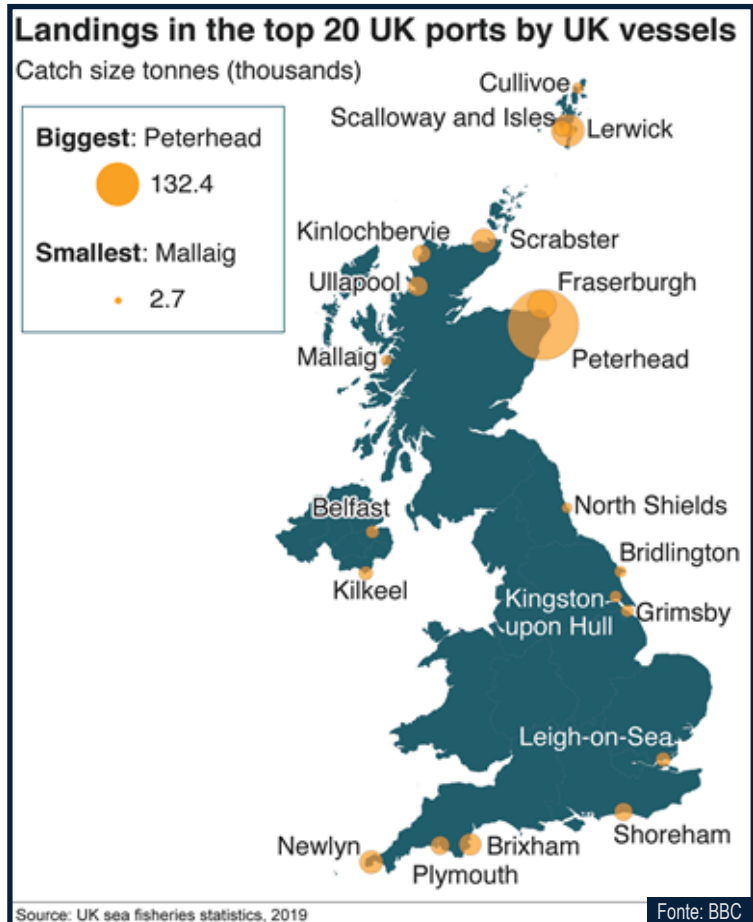 Landings in the top 20 UK ports by UK vessels
Catch size tonnes (thousands)
Biggest: Peterhead
132.4
Smallest: Mallaig
2.7
Cullivoe
Scalloway and Isles
Lerwick
Kinlochbervie
Scrabster
Ullapool
Fraserburgh
Mallaig
Peterhead
North Shields
Belfast
Bridlington
Kilkeel
Kingston-
upon Hull
Grimsby
Leigh-on-Sea
Shoreham
Newlyn
Brixham
Plymouth
Source: UK sea fisheries statistics, 2019
Fonte: BBC